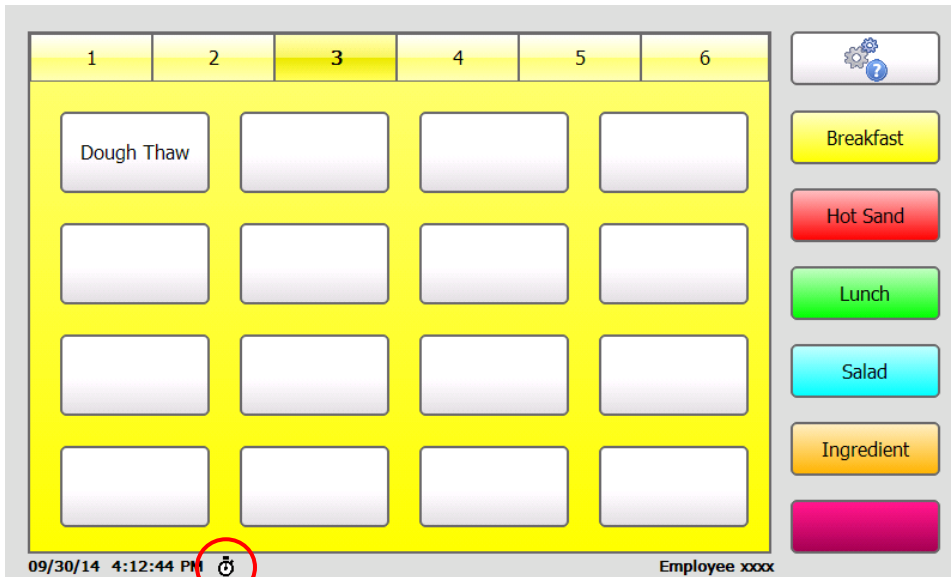 1 2 3 4 5 6
?
Dough Thaw
Breakfast
Hot Sand
Lunch
Salad
Ingredient
09/30/14 4:12:44 PM
Employee xxxx